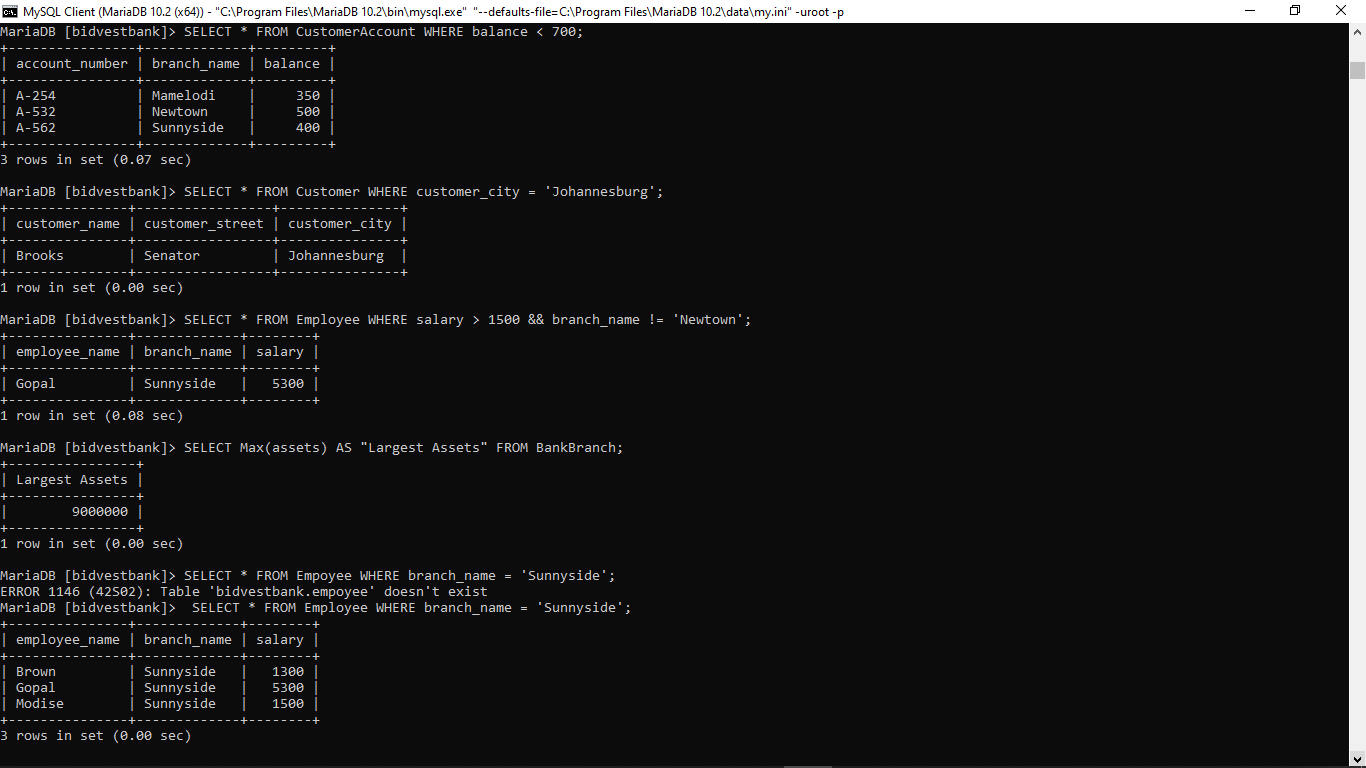 MySQL Client (MariaDB 10.2 (x64)) - "C:\Program Files\MariaDB 10.2\bin\mysql.exe" "--defaults-file=C:\Program Files\MariaDB 10.2\data\my.ini" -uroot -p
MariaDB [bidvestbank]> SELECT * FROM CustomerAccount WHERE balance < 700;
+----------------+-------------+---------+
| account_number | branch_name | balance |
+----------------+-------------+---------+
| A-254          | Mamelodi    |     350 |
| A-532          | Newtown     |     500 |
| A-562          | Sunnyside   |     400 |
+----------------+-------------+---------+
3 rows in set (0.07 sec)

MariaDB [bidvestbank]> SELECT * FROM Customer WHERE customer_city = 'Johannesburg';
+---------------+-----------------+---------------+
| customer_name | customer_street | customer_city |
+---------------+-----------------+---------------+
| Brooks        | Senator         | Johannesburg  |
+---------------+-----------------+---------------+
1 row in set (0.00 sec)

MariaDB [bidvestbank]> SELECT * FROM Employee WHERE salary > 1500 && branch_name != 'Newtown';
+---------------+-------------+--------+
| employee_name | branch_name | salary |
+---------------+-------------+--------+
| Gopal         | Sunnyside   |   5300 |
+---------------+-------------+--------+
1 row in set (0.08 sec)

MariaDB [bidvestbank]> SELECT Max(assets) AS "Largest Assets" FROM BankBranch;
+----------------+
| Largest Assets |
+----------------+
|        9000000 |
+----------------+
1 row in set (0.00 sec)

MariaDB [bidvestbank]> SELECT * FROM Empoyee WHERE branch_name = 'Sunnyside';
ERROR 1146 (42S02): Table 'bidvestbank.empoyee' doesn't exist
MariaDB [bidvestbank]>  SELECT * FROM Employee WHERE branch_name = 'Sunnyside';
+---------------+-------------+--------+
| employee_name | branch_name | salary |
+---------------+-------------+--------+
| Brown         | Sunnyside   |   1300 |
| Gopal         | Sunnyside   |   5300 |
| Modise        | Sunnyside   |   1500 |
+---------------+-------------+--------+
3 rows in set (0.00 sec)